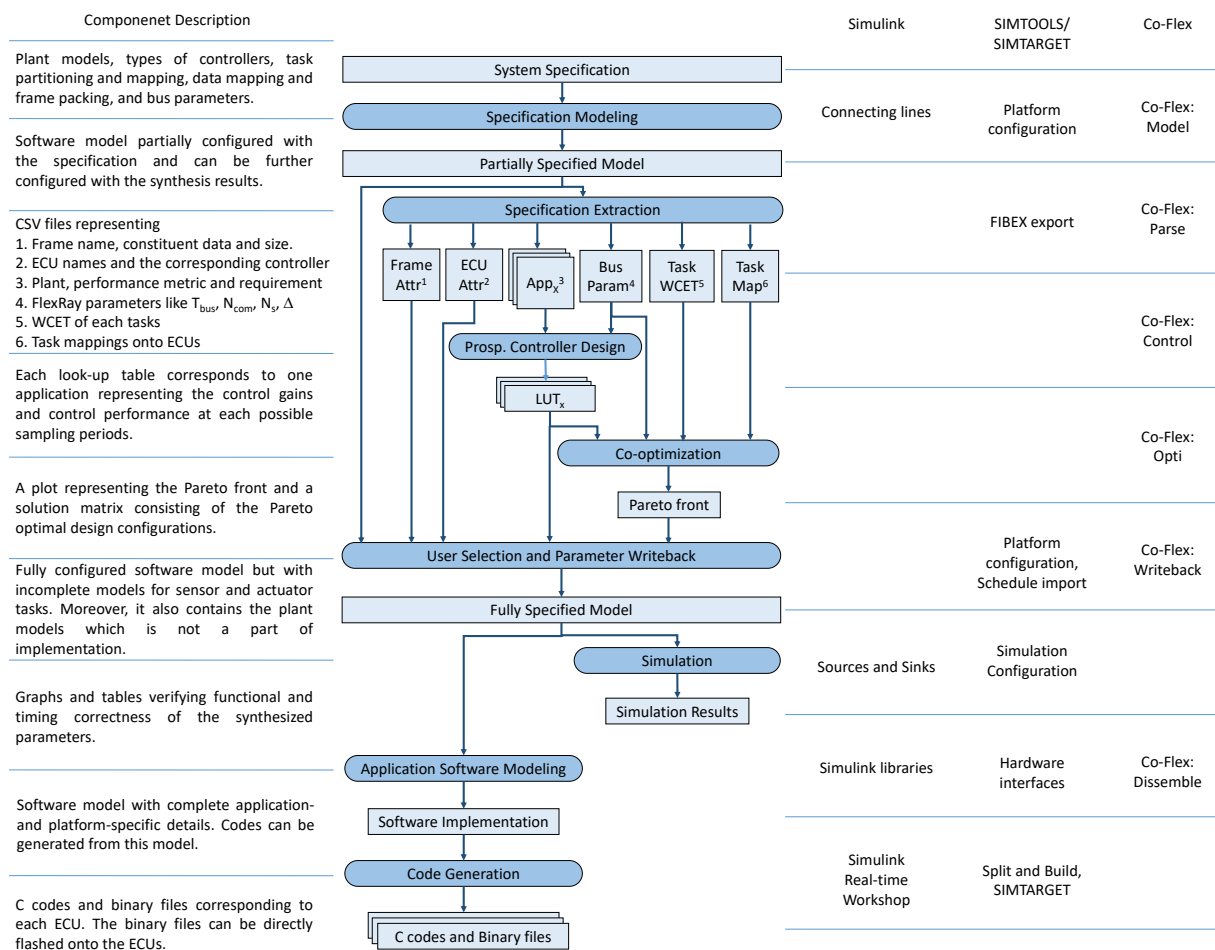 Componenet Description
Plant models, types of controllers, task
partitioning and mapping, data mapping and
frame packing, and bus parameters.
Software model partially configured with
the specification and can be further
configured with the synthesis results.
CSV files representing
1. Frame name, constituent data and size.
2. ECU names and the corresponding controller
3. Plant, performance metric and requirement
4. FlexRay parameters like T_bus, N_com, N_s, Δ
5. WCET of each tasks
6. Task mappings onto ECUs
Each look-up table corresponds to one
application representing the control gains
and control performance at each possible
sampling periods.
A plot representing the Pareto front and a
solution matrix consisting of the Pareto
optimal design configurations.
Fully configured software model but with
incomplete models for sensor and actuator
tasks. Moreover, it also contains the plant
models which is not a part of
implementation.
Graphs and tables verifying functional and
timing correctness of the synthesized
parameters.
Software model with complete application-
and platform-specific details. Codes can be
generated from this model.
C codes and binary files corresponding to
each ECU. The binary files can be directly
flashed onto the ECUs.
System Specification
Specification Modeling
Partially Specified Model
Specification Extraction
Frame
Attr¹
ECU
Attr²
App_X³
Bus
Param⁴
Task
WCET⁵
Task
Map⁶
Prosp. Controller Design
LUT_x
Co-optimization
Pareto front
User Selection and Parameter Writeback
Fully Specified Model
Simulation
Simulation Results
Application Software Modeling
Software Implementation
Code Generation
C codes and Binary files
Simulink
SIMTOOLS/
SIMTARGET
Co-Flex
Connecting lines
Platform
configuration
Co-Flex:
Model
FIBEX export
Co-Flex:
Parse
Co-Flex:
Control
Co-Flex:
Opti
Platform
configuration,
Schedule import
Co-Flex:
Writeback
Sources and Sinks
Simulation
Configuration
Simulink libraries
Hardware
interfaces
Co-Flex:
Dissemble
Simulink
Real-time
Workshop
Split and Build,
SIMTARGET